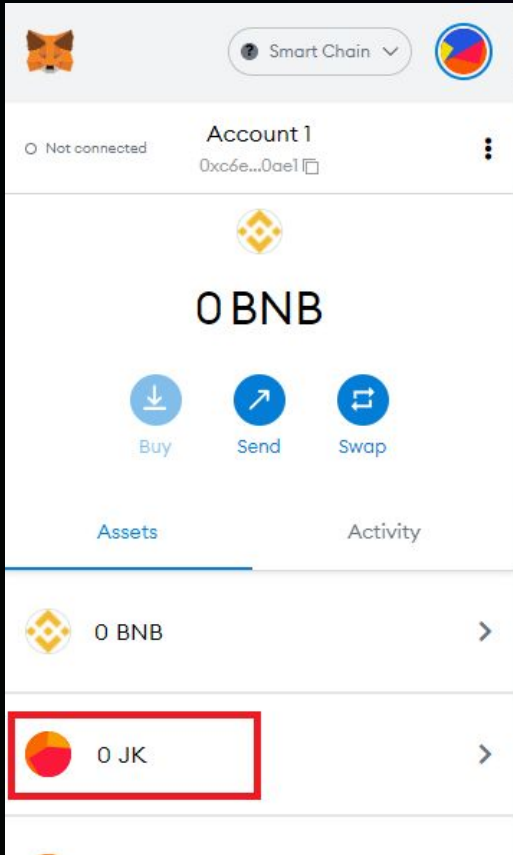 Smart Chain
Not connected
Account 1
0xc6e...0ae1
0 BNB
Buy
Send
Swap
Assets
Activity
0 BNB
0 JK